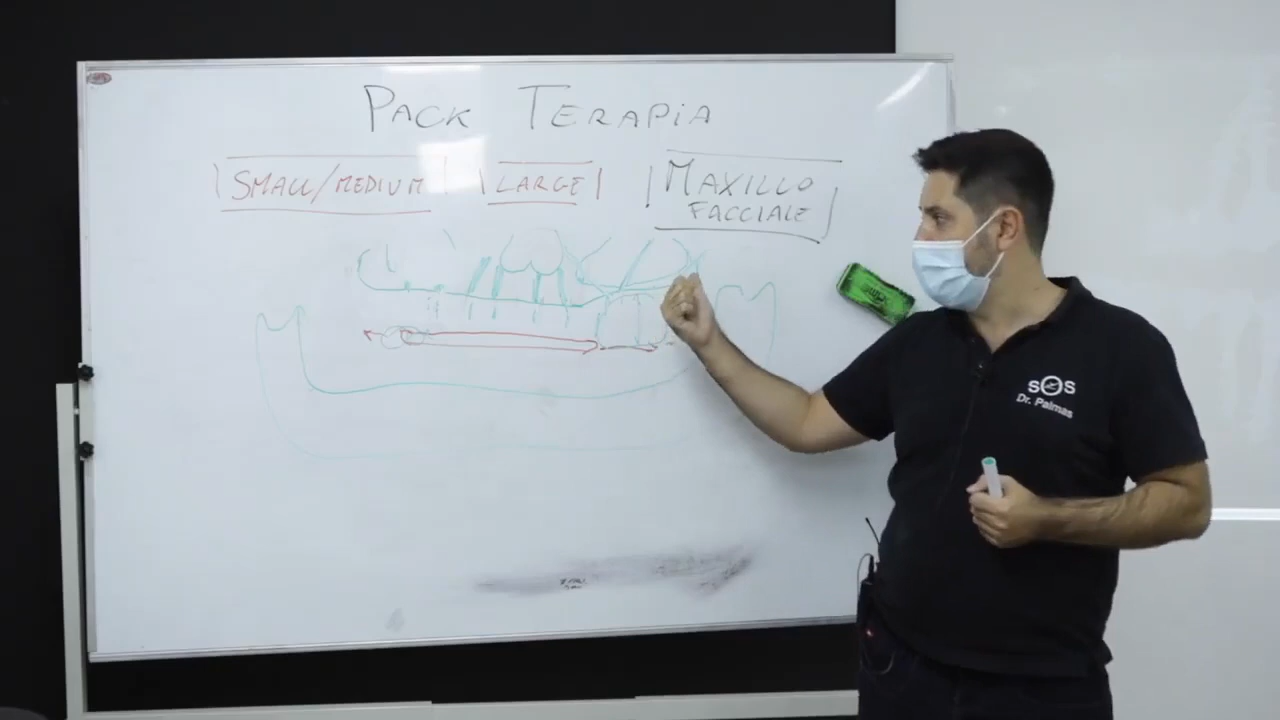 PACK TERAPIA
SMALL/MEDIUM
LARGE
MAXILLO
FACCIALE
SOS
Dr. Palmas